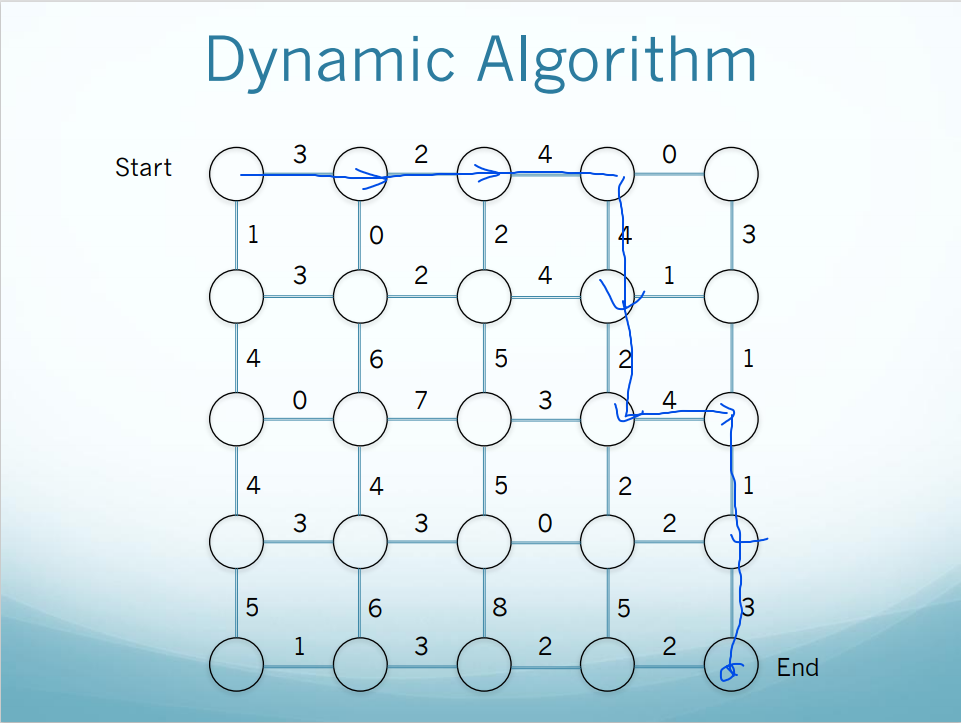 Dynamic Algorithm
Start 3 2 4 0
1 0 2 4 3
3 2 4 1
4 6 5 2 1
0 7 3 4
4 4 5 2 1
3 3 0 2
5 6 8 5 3
1 3 2 2 End